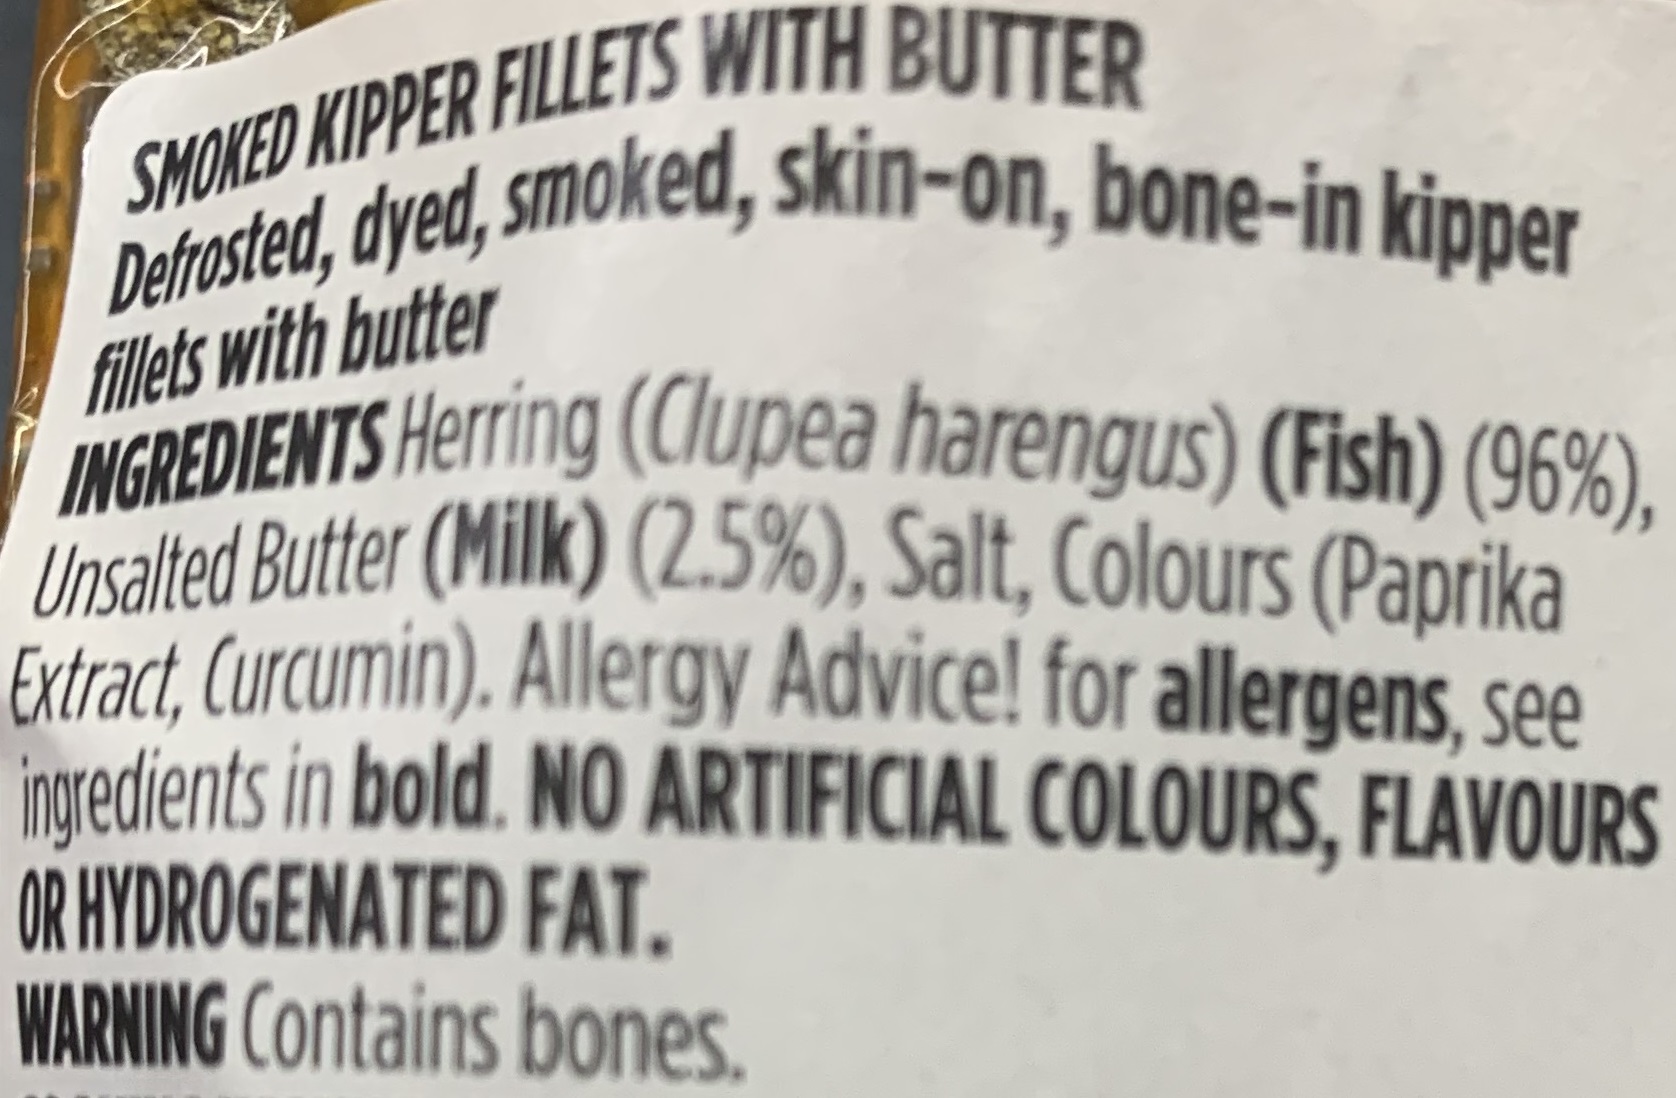 SMOKED KIPPER FILLETS WITH BUTTER
Defrosted, dyed, smoked, skin-on, bone-in kipper
fillets with butter
INGREDIENTS Herring (Clupea harengus) (Fish) (96%),
Unsalted Butter (Milk) (2.5%), Salt, Colours (Paprika
Extract, Curcumin). Allergy Advice! for allergens, see
ingredients in bold. NO ARTIFICIAL COLOURS, FLAVOURS
OR HYDROGENATED FAT.
WARNING Contains bones.